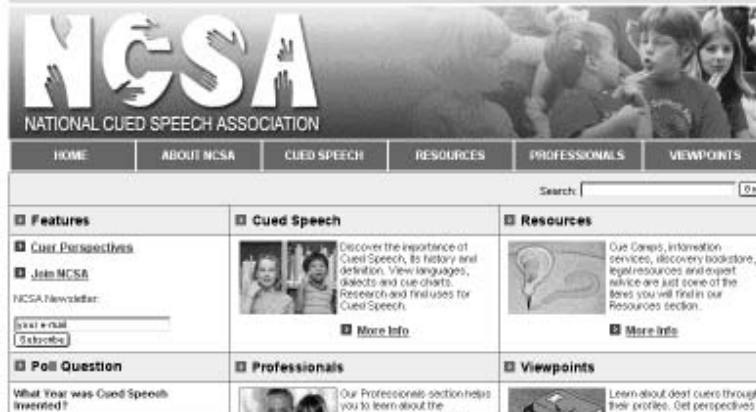 NCSA
NATIONAL CUED SPEECH ASSOCIATION
HOME
ABOUT NCSA
CUED SPEECH
RESOURCES
PROFESSIONALS
VIEWPOINTS
Search:
Features
Cuer Perspectives
Join NCSA
NCSA Newsletter:
your e-mail
Subscribe
Cued Speech
Discover the importance of
Cued Speech, its history and
definition. View languages,
dialects and cue charts.
Research and find uses for
Cued Speech.
More Info
Resources
Cue Camps, information
services, discovery bookstore,
legal resources and expert
advice are just some of the
items you will find in our
Resources section.
More Info
Poll Question
What Year was Cued Speech
Invented?
Professionals
Our Professionals section helps
you to learn about the
Viewpoints
Learn about deaf cuers through
their profiles. Get perspectives